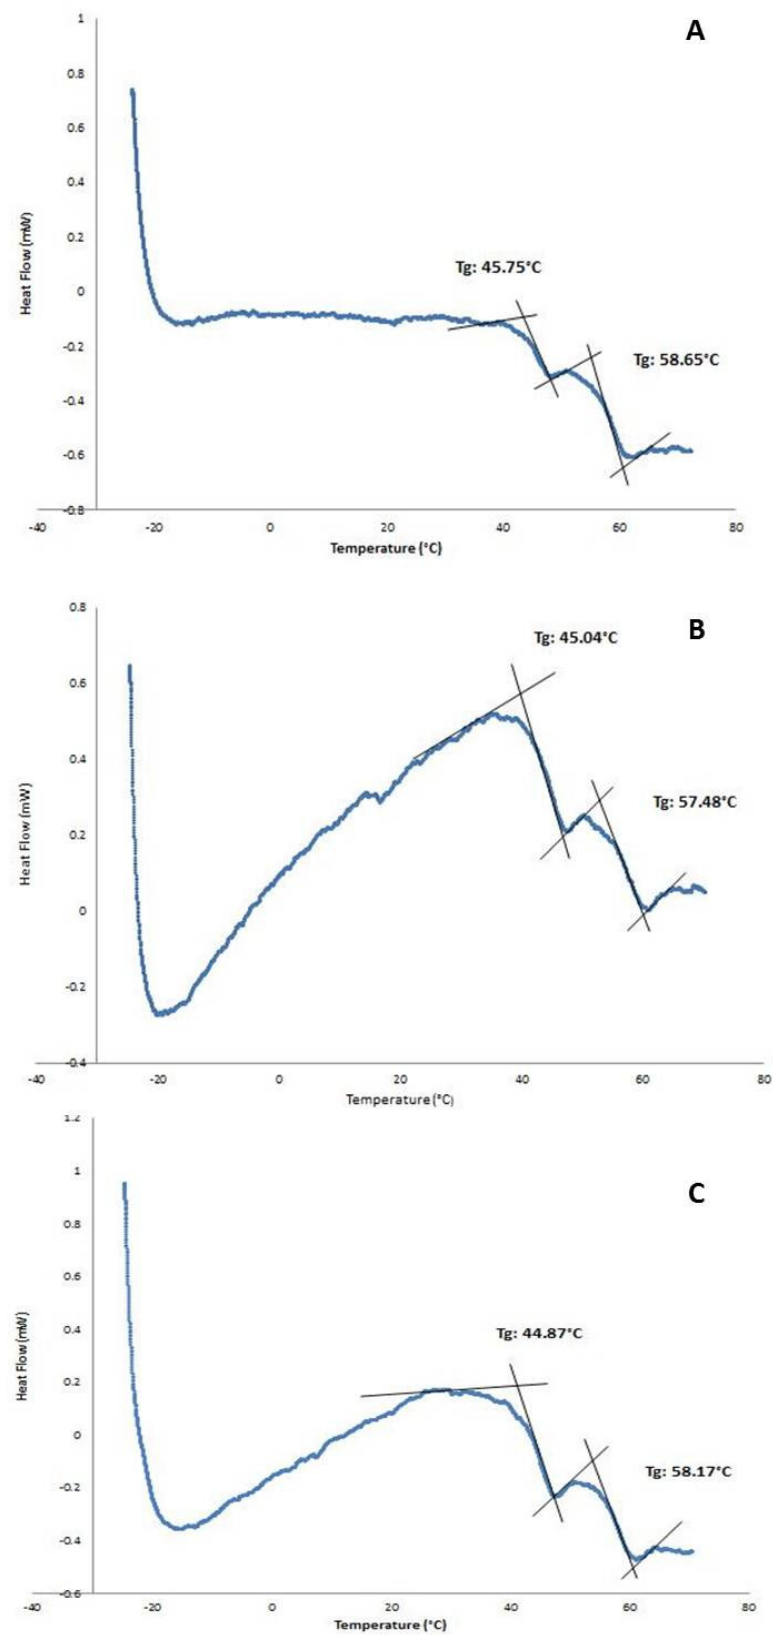 A
1
0.8
0.6
0.4
0.2
0
-0.2
-0.4
-0.6
-0.8
Heat Flow (mW)
Tg: 45.75°C
Tg: 58.65°C
-40 -20 0 20 40 60 80
Temperature (°C)
B
0.8
0.6
0.4
0.2
0
-0.2
-0.4
Heat Flow (mW)
Tg: 45.04°C
Tg: 57.48°C
-40 -20 0 20 40 60 80
Temperature (°C)
C
1.2
1
0.8
0.6
0.4
0.2
0
-0.2
-0.4
-0.6
Heat Flow (mW)
Tg: 44.87°C
Tg: 58.17°C
-40 -20 0 20 40 60 80
Temperature (°C)